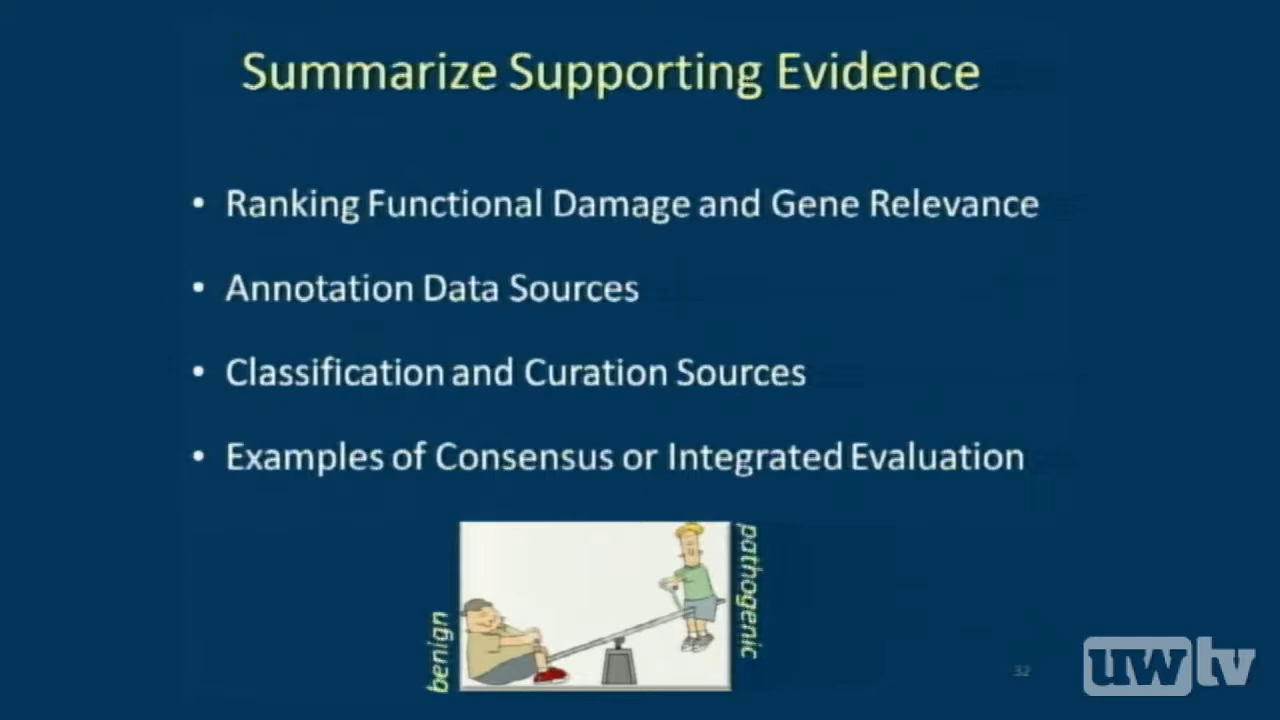 Summarize Supporting Evidence
• Ranking Functional Damage and Gene Relevance
• Annotation Data Sources
• Classification and Curation Sources
• Examples of Consensus or Integrated Evaluation
benign
pathogenic
32
uwtv